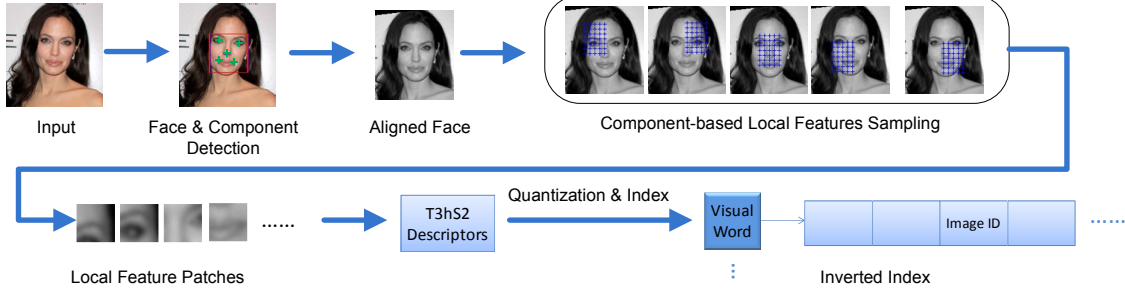 Input
Face & Component
Detection
Aligned Face
Component-based Local Features Sampling
Quantization & Index
T3hS2
Descriptors
Visual
Word
Image ID
......
......
Local Feature Patches
Inverted Index